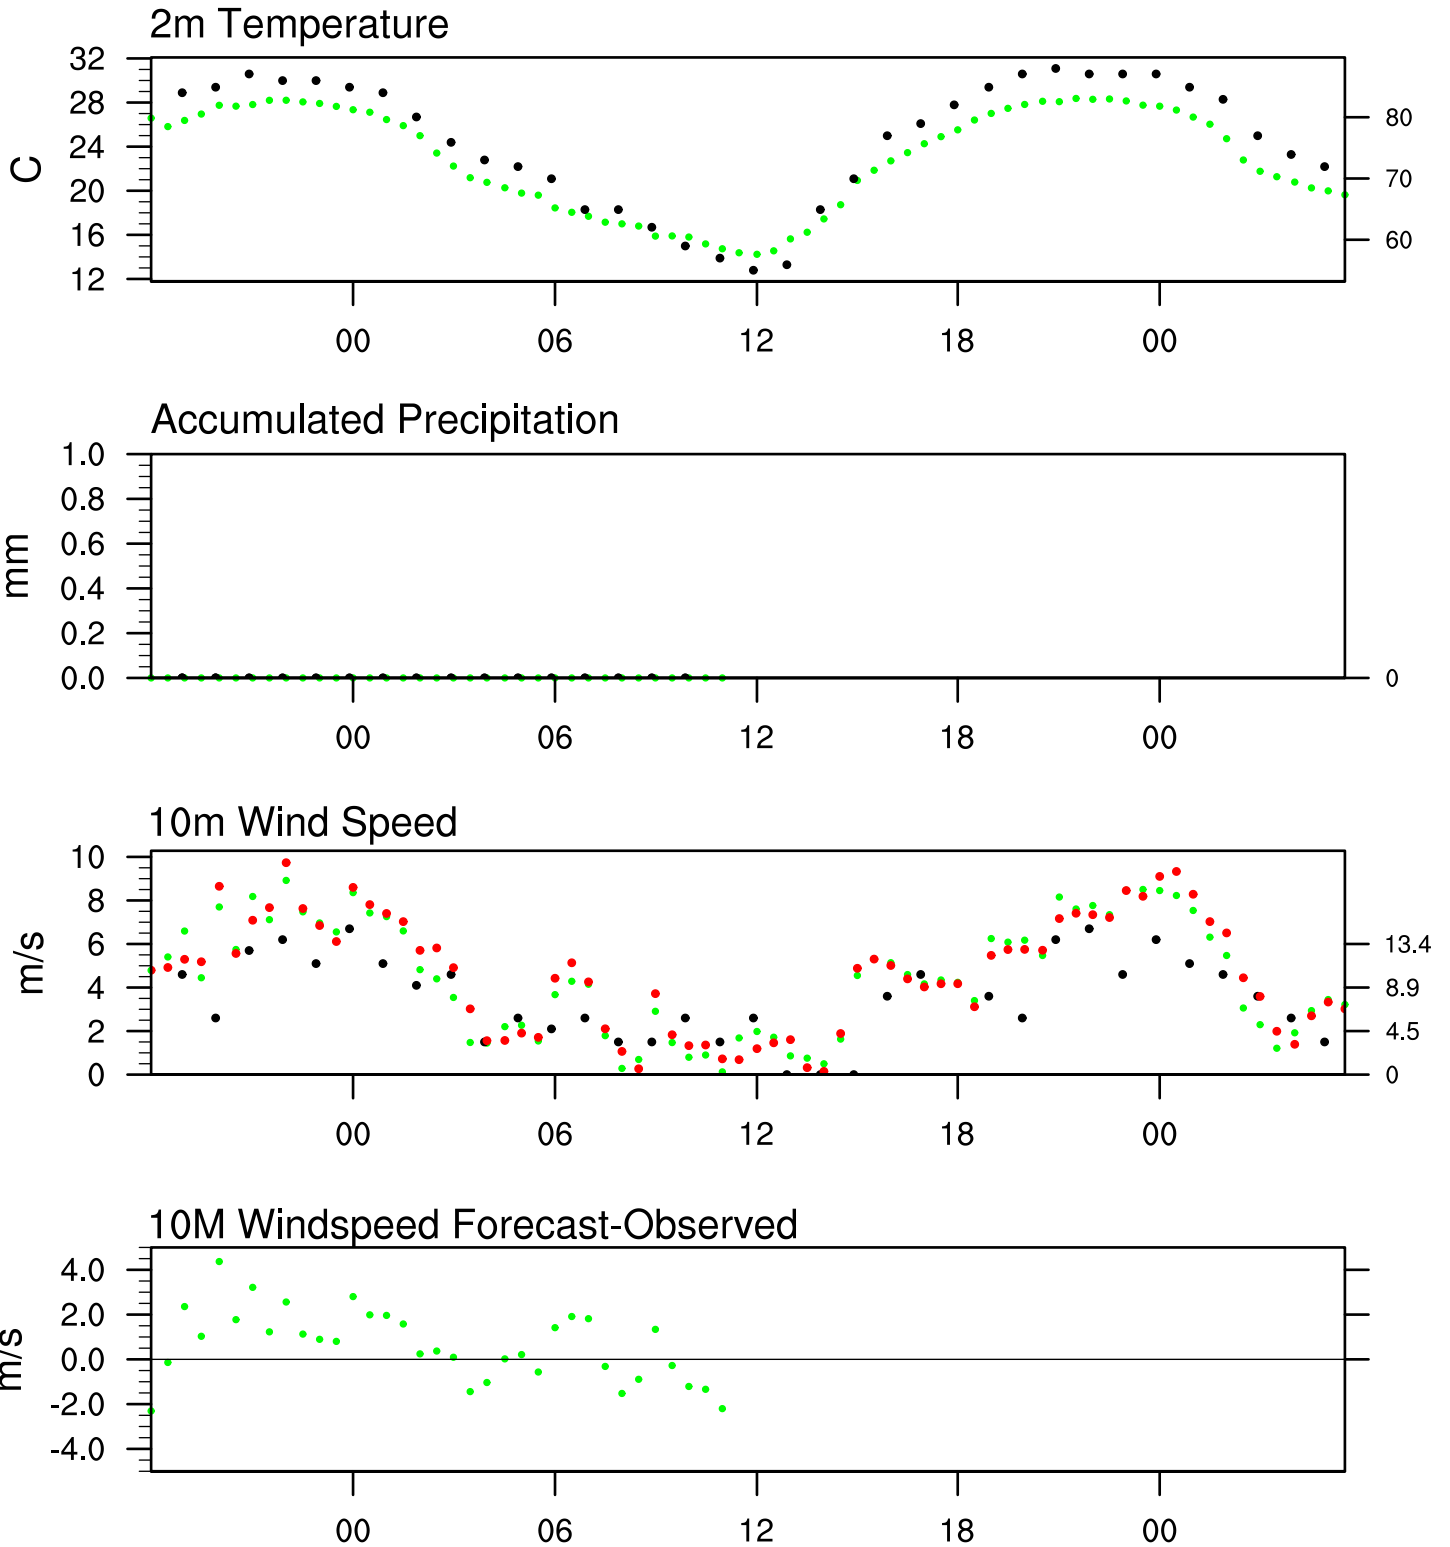 2m Temperature
32
28
24
20
16
12
C
80
70
60
00 06 12 18 00
Accumulated Precipitation
1.0
0.8
0.6
0.4
0.2
0.0
mm
0
00 06 12 18 00
10m Wind Speed
10
8
6
4
2
0
m/s
13.4
8.9
4.5
0
00 06 12 18 00
10M Windspeed Forecast-Observed
4.0
2.0
0.0
-2.0
-4.0
m/s
00 06 12 18 00